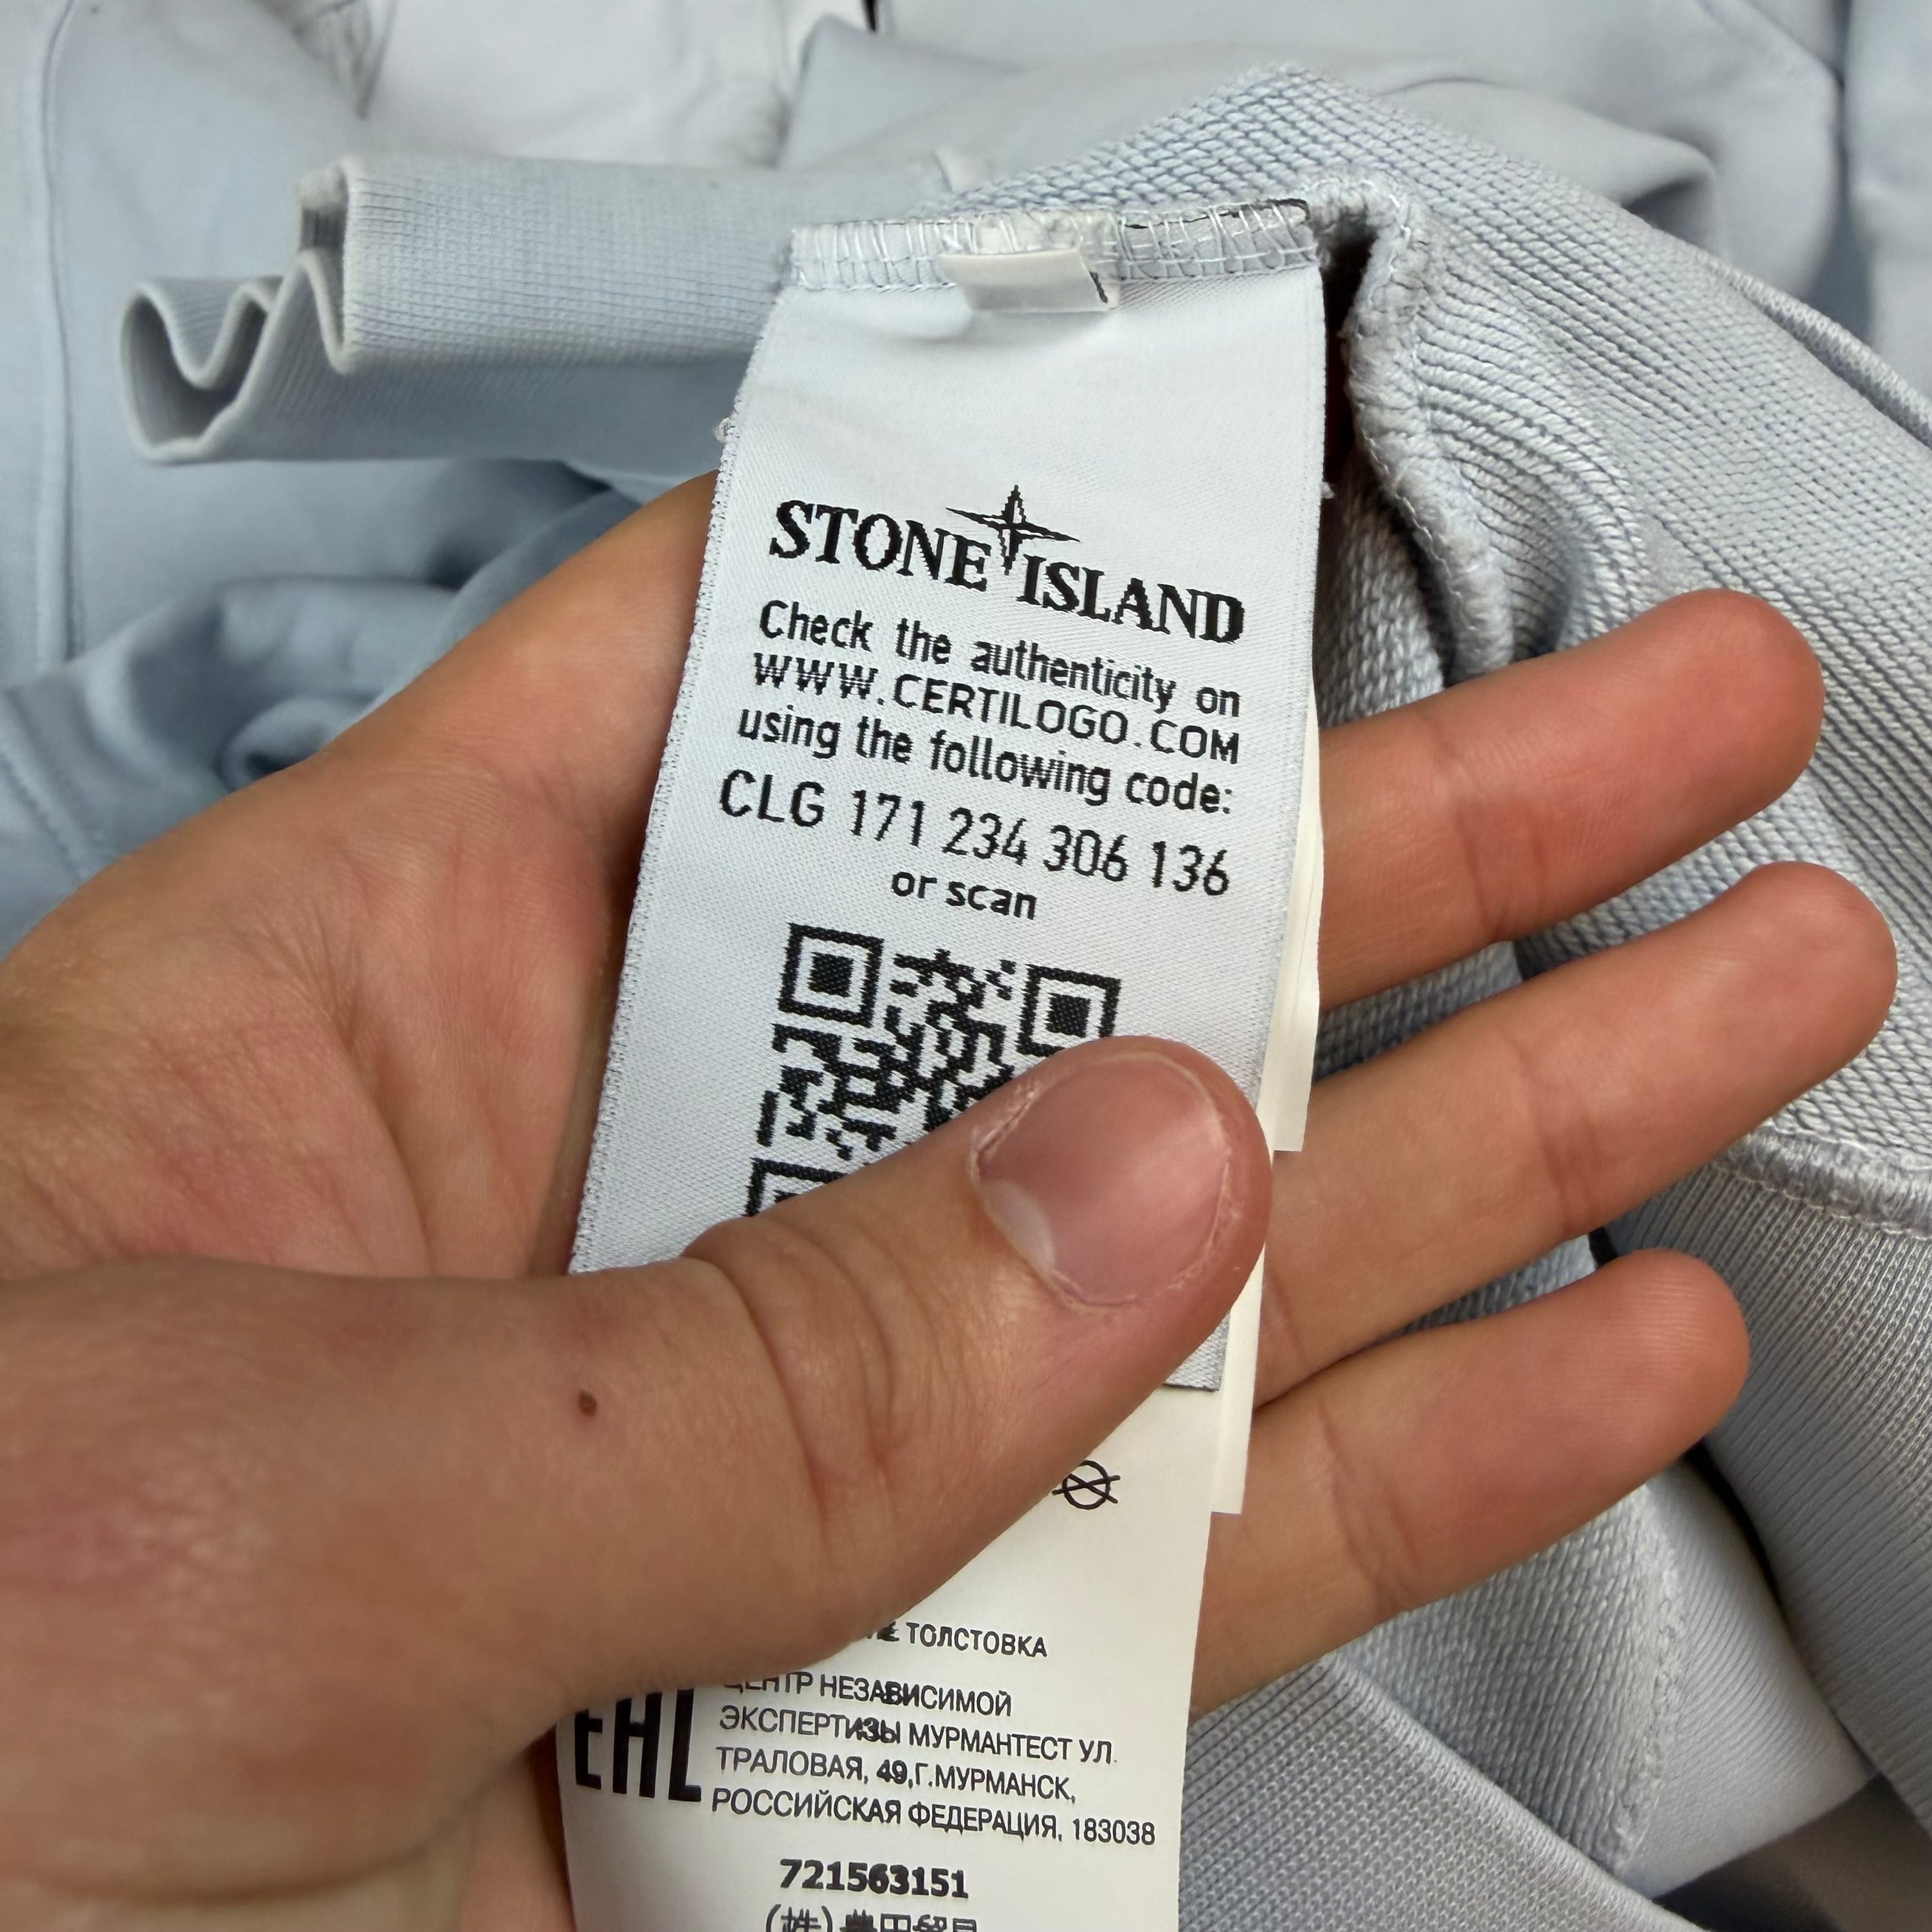 STONE ISLAND
Check the authenticity on
WWW.CERTILOGO.COM
using the following code:
CLG 171 234 306 136
or scan
ТОЛСТОВКА
ЦЕНТР НЕЗАВИСИМОЙ
ЭКСПЕРТИЗЫ МУРМАНТЕСТ УЛ.
ТРАЛОВАЯ, 49,Г.МУРМАНСК,
РОССИЙСКАЯ ФЕДЕРАЦИЯ, 183038
EAC
721563151